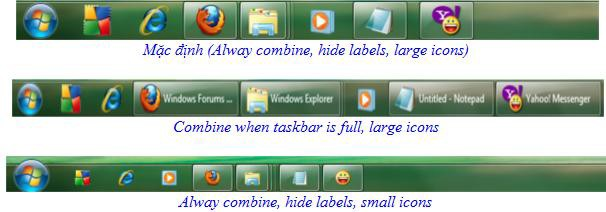 Mặc định (Alway combine, hide labels, large icons)
Windows Forums ... Windows Explorer Untitled - Notepad Yahoo! Messenger
Combine when taskbar is full, large icons
Alway combine, hide labels, small icons